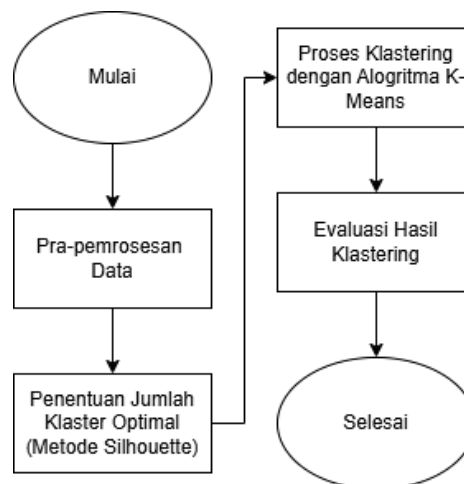 Mulai
Pra-pemrosesan
Data
Penentuan Jumlah
Klaster Optimal
(Metode Silhouette)
Proses Klastering
dengan Alogritma K-
Means
Evaluasi Hasil
Klastering
Selesai